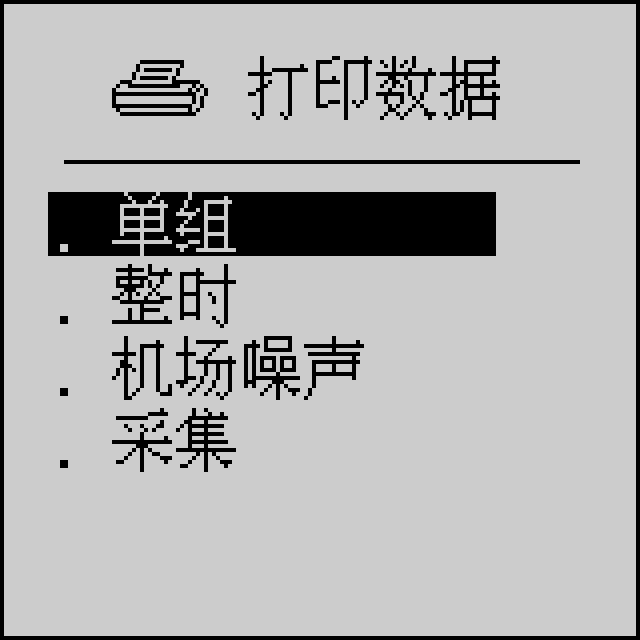 打印数据
. 单组
. 整时
. 机场噪声
. 采集